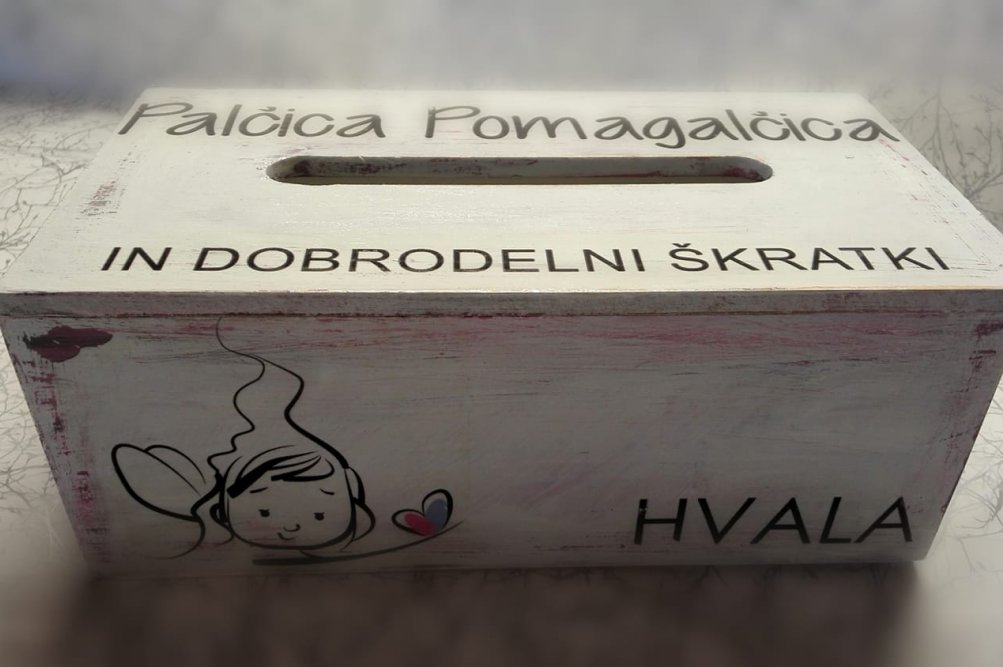 Palčica Pomagalčica
IN DOBRODELNI ŠKRATKI
HVALA